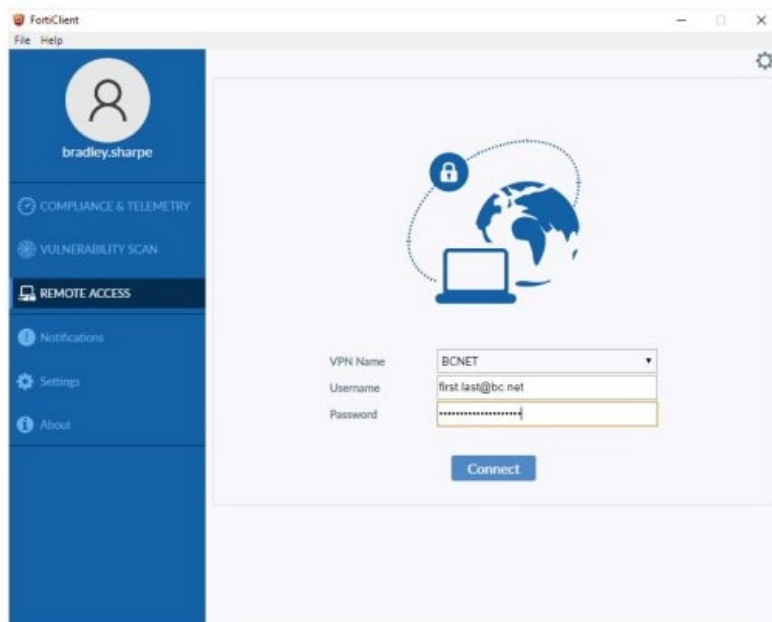 FortiClient
File Help
bradley.sharpe
COMPLIANCE & TELEMETRY
VULNERABILITY SCAN
REMOTE ACCESS
Notifications
Settings
About
VPN Name BCNET
Username first.last@bc.net
Password ••••••••••••••••••••
Connect